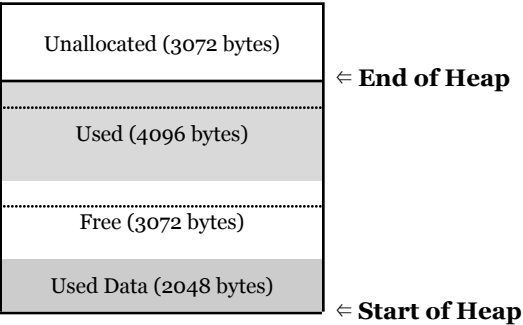 Unallocated (3072 bytes)
⇐ End of Heap
Used (4096 bytes)
Free (3072 bytes)
Used Data (2048 bytes)
⇐ Start of Heap